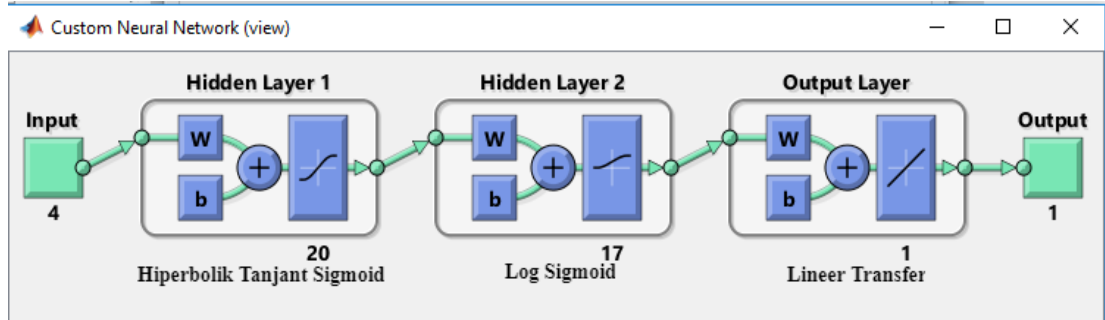 Custom Neural Network (view)
Hidden Layer 1
Hidden Layer 2
Output Layer
Input
Output
W
W
W
b
b
b
4
20
17
1
1
Hiperbolik Tanjant Sigmoid
Log Sigmoid
Lineer Transfer